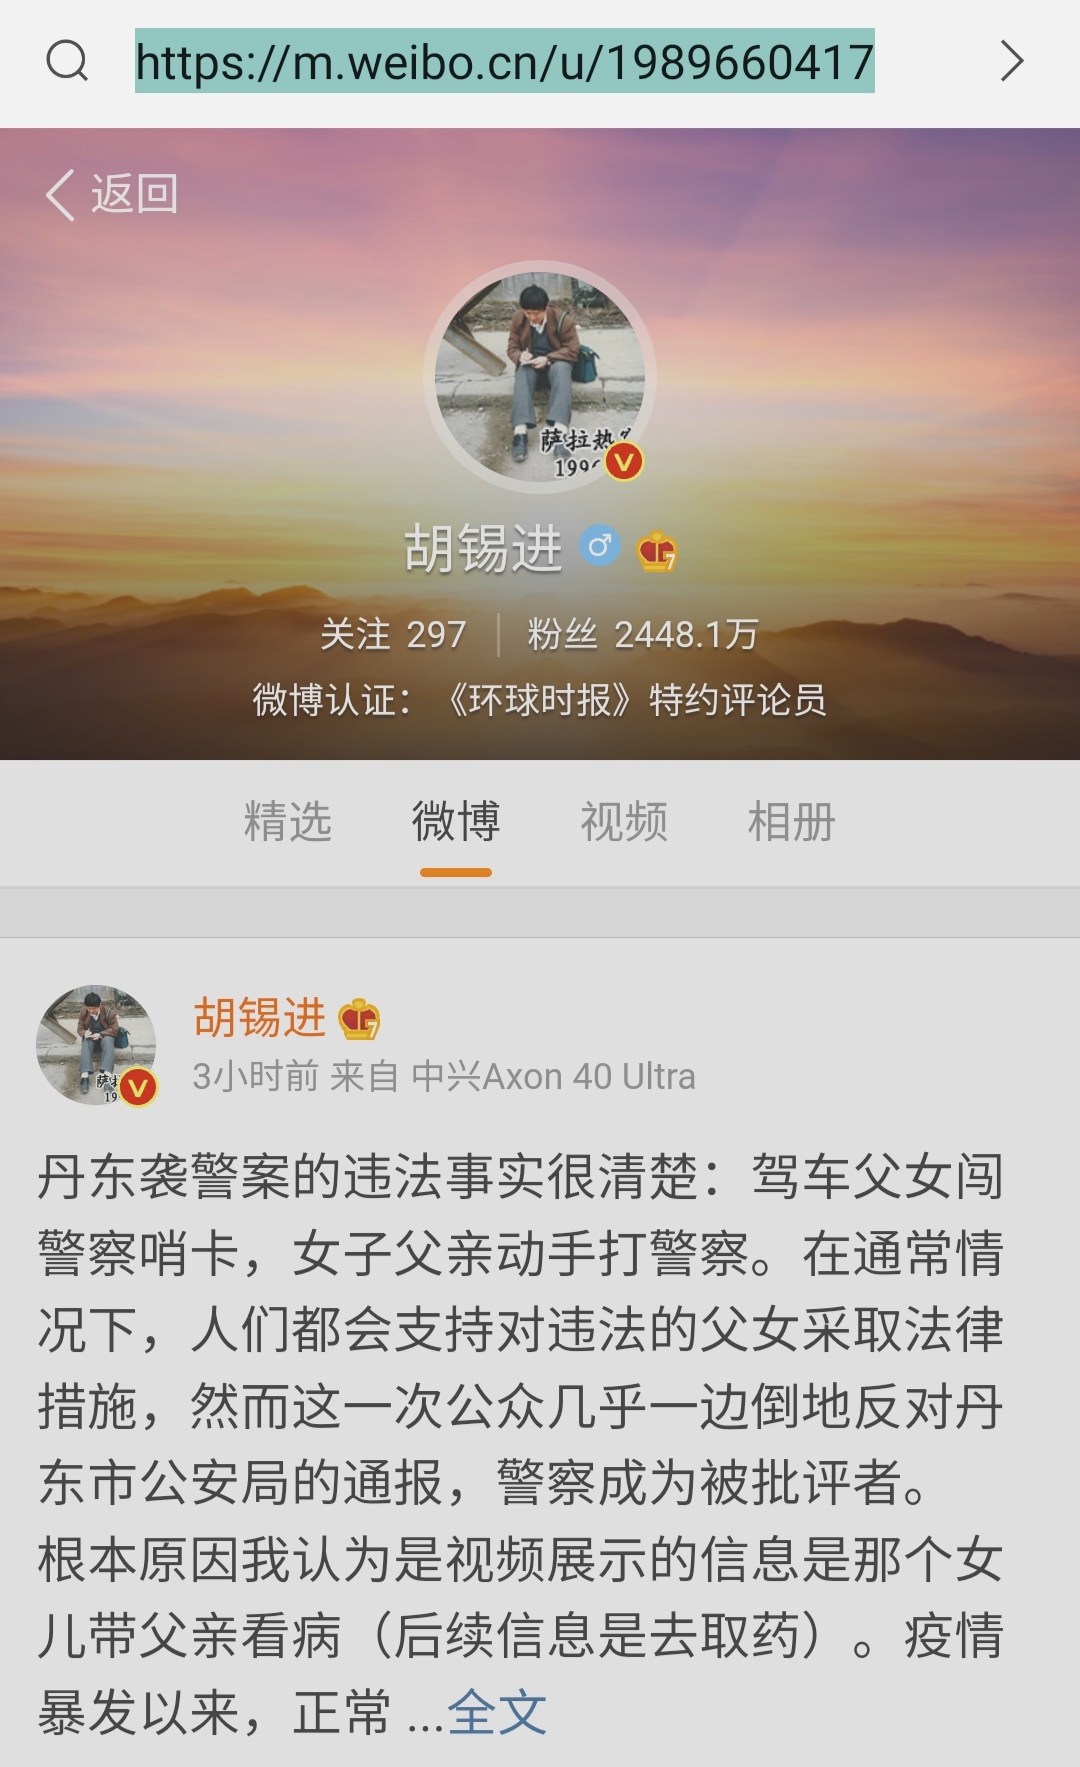 https://m.weibo.cn/u/1989660417
返回
萨拉热
199
胡锡进
7
关注 297
粉丝 2448.1万
微博认证：《环球时报》特约评论员
精选 微博 视频 相册
胡锡进
7
3小时前 来自 中兴Axon 40 Ultra
丹东袭警案的违法事实很清楚：驾车父女闯
警察哨卡，女子父亲动手打警察。在通常情
况下，人们都会支持对违法的父女采取法律
措施，然而这一次公众几乎一边倒地反对丹
东市公安局的通报，警察成为被批评者。
根本原因我认为是视频展示的信息是那个女
儿带父亲看病（后续信息是去取药）。疫情
暴发以来，正常 ...全文